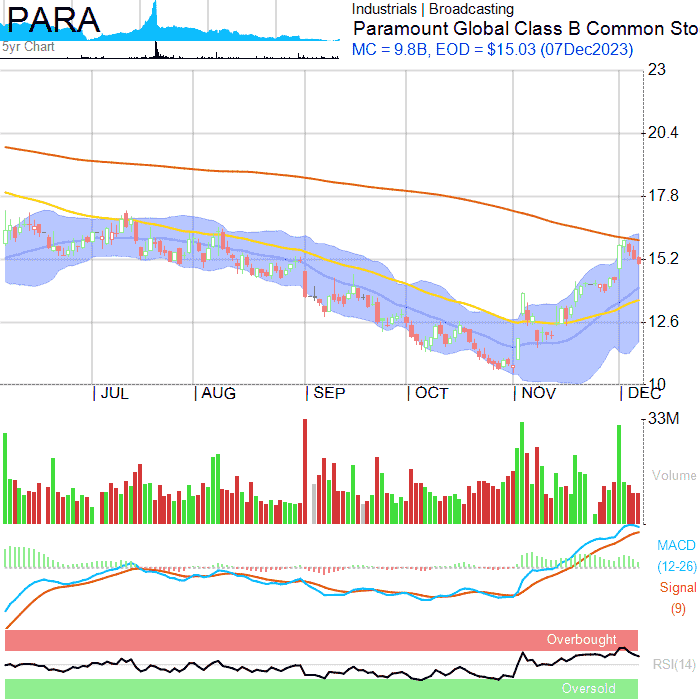 PARA
5yr Chart
Industrials | Broadcasting
Paramount Global Class B Common Sto
MC = 9.8B, EOD = $15.03 (07Dec2023)
23
20.4
17.8
15.2
12.6
10
JUL AUG SEP OCT NOV DEC
33M
Volume
MACD
(12-26)
Signal
(9)
Overbought
RSI(14)
Oversold